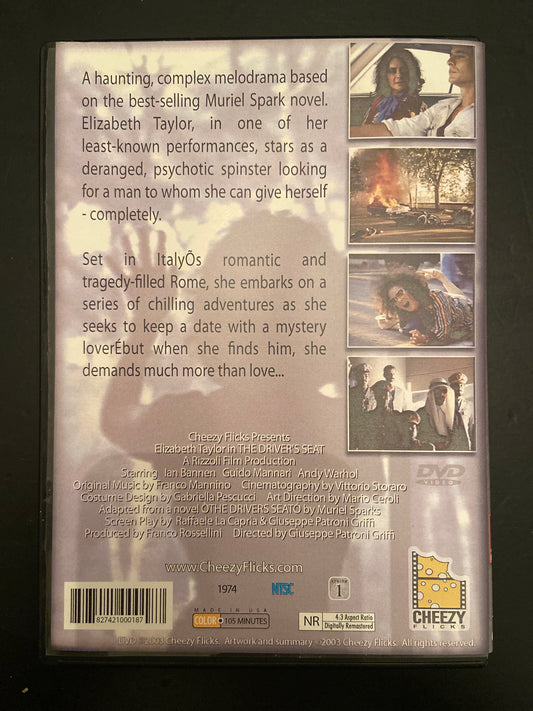 A haunting, complex melodrama based
on the best-selling Muriel Spark novel.
Elizabeth Taylor, in one of her
least-known performances, stars as a
deranged, psychotic spinster looking
for a man to whom she can give herself
- completely.
Set in ItalyÕs romantic and
tragedy-filled Rome, she embarks on a
series of chilling adventures as she
seeks to keep a date with a mystery
loverÉbut when she finds him, she
demands much more than love...
Cheezy Flicks Presents
Elizabeth Taylor in THE DRIVER'S SEAT
A Rizzoli Film Production
Starring Ian Bannen Guido Mannari Andy Warhol
Original Music by Franco Mannino Cinematography by Vittorio Storaro
Costume Design by Gabriella Pescucci Art Direction by Mario Ceroli
Adapted from a novel ÒTHE DRIVERS SEATÓ by Muriel Sparks
Screen Play by Raffaele La Capria & Giuseppe Patroni Griffi
Produced by Franco Rossellini Directed by Giuseppe Patroni Griffi
DVD
VIDEO
www.CheezyFlicks.com
1974
NTSC
1
827421000187
MADE IN USA
COLOR 105 MINUTES
NR
4:3 Aspect Ratio
Digitally Remastered
CHEEZY
FLICKS
DVD ©2003 Cheezy Flicks. Artwork and summary ©2003 Cheezy Flicks. All rights reserved.